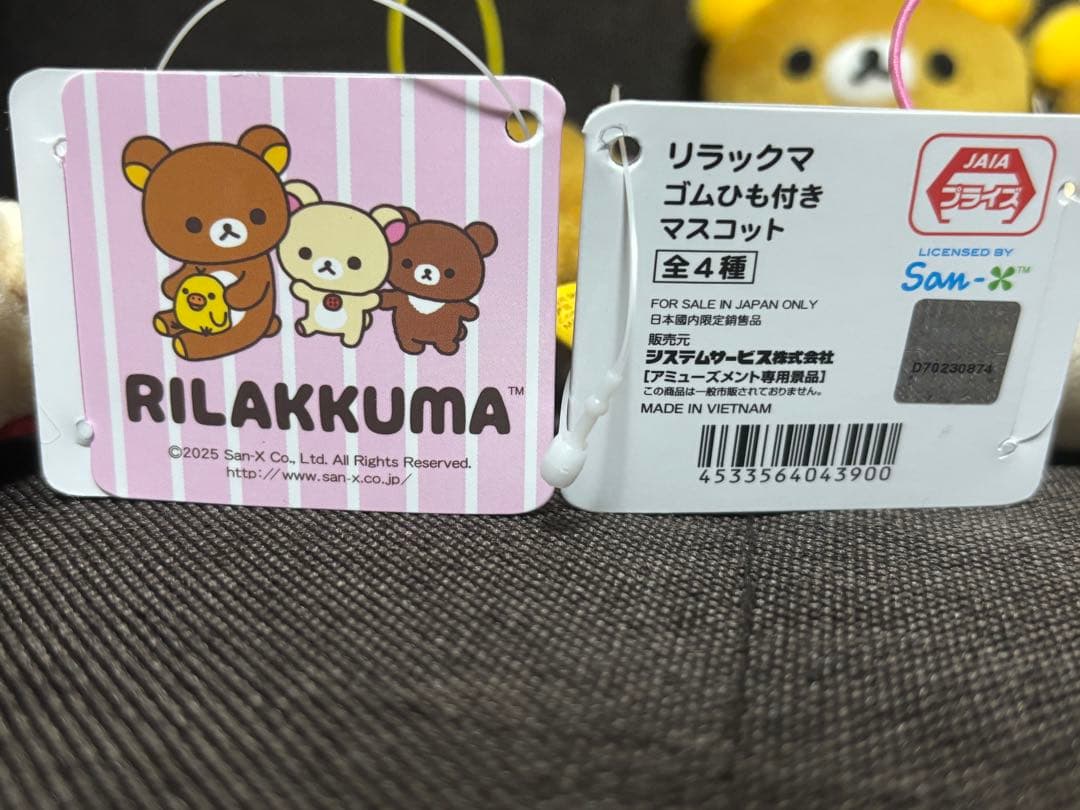 RILAKKUMA™
©2025 San-X Co., Ltd. All Rights Reserved.
http://www.san-x.co.jp/
リラックマ
ゴムひも付き
マスコット
全4種
JAIA
プライズ
LICENSED BY
San-X™
FOR SALE IN JAPAN ONLY
日本國内限定銷售品
販売元
システムサービス株式会社
[アミューズメント専用景品]
この商品は一般市販されておりません。
MADE IN VIETNAM
D70230874
4533564043900